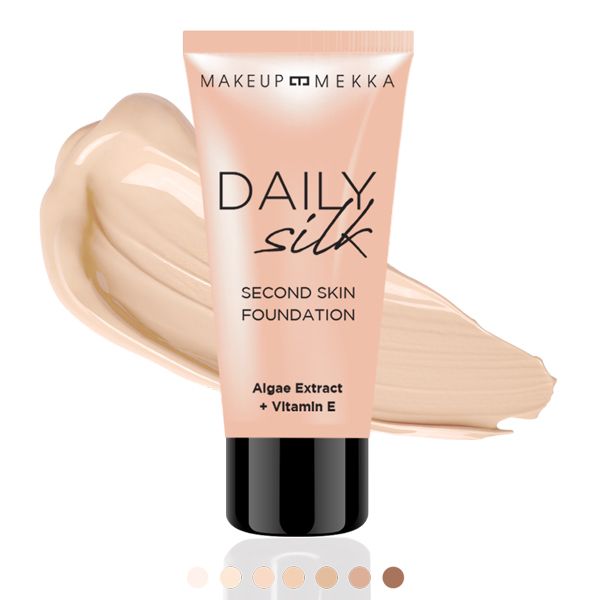 MAKEUP MEKKA
DAILY
silk
SECOND SKIN
FOUNDATION
Algae Extract
+ Vitamin E